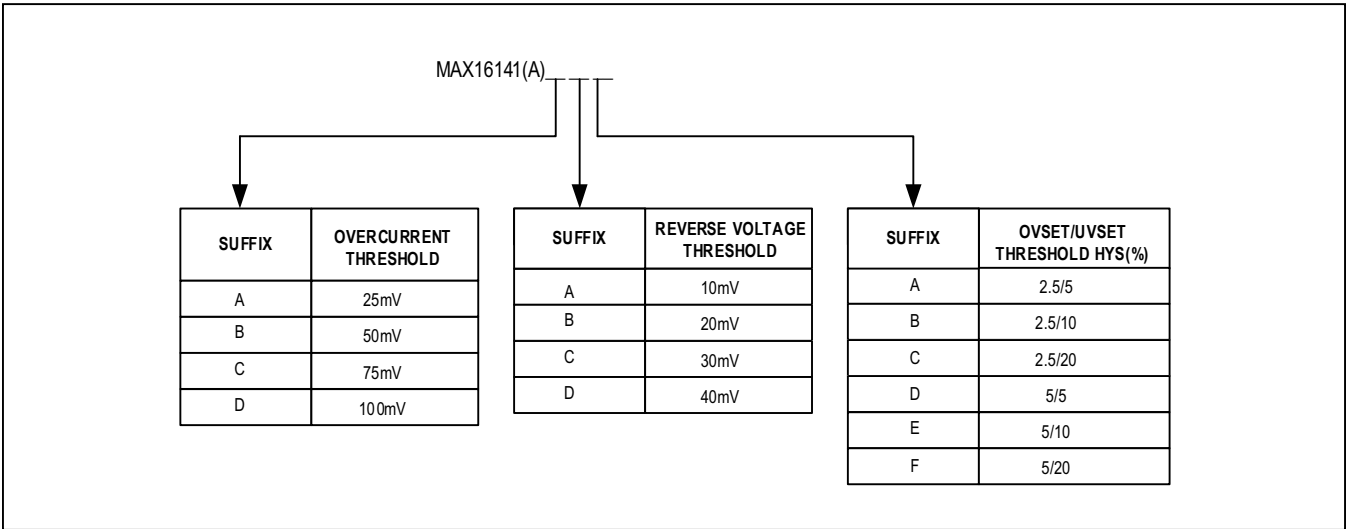 MAX16141(A)_ _ _
SUFFIX OVERCURRENT THRESHOLD
A 25mV
B 50mV
C 75mV
D 100mV
SUFFIX REVERSE VOLTAGE THRESHOLD
A 10mV
B 20mV
C 30mV
D 40mV
SUFFIX OVSET/UVSET THRESHOLD HYS(%)
A 2.5/5
B 2.5/10
C 2.5/20
D 5/5
E 5/10
F 5/20